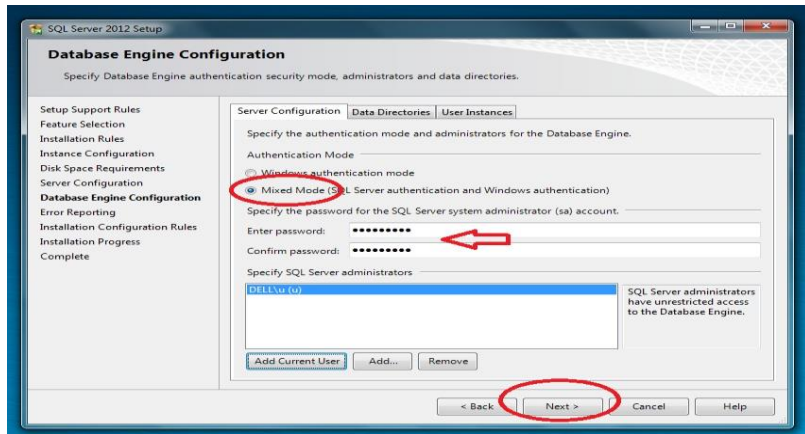 SQL Server 2012 Setup
Database Engine Configuration
Specify Database Engine authentication security mode, administrators and data directories.
Setup Support Rules
Feature Selection
Installation Rules
Instance Configuration
Disk Space Requirements
Server Configuration
Database Engine Configuration
Error Reporting
Installation Configuration Rules
Installation Progress
Complete
Server Configuration Data Directories User Instances
Specify the authentication mode and administrators for the Database Engine.
Authentication Mode
Windows authentication mode
Mixed Mode (SQL Server authentication and Windows authentication)
Specify the password for the SQL Server system administrator (sa) account.
Enter password: •••••••••
Confirm password: •••••••••
Specify SQL Server administrators
DELL\u (u)
SQL Server administrators
have unrestricted access
to the Database Engine.
Add Current User Add... Remove
< Back Next > Cancel Help